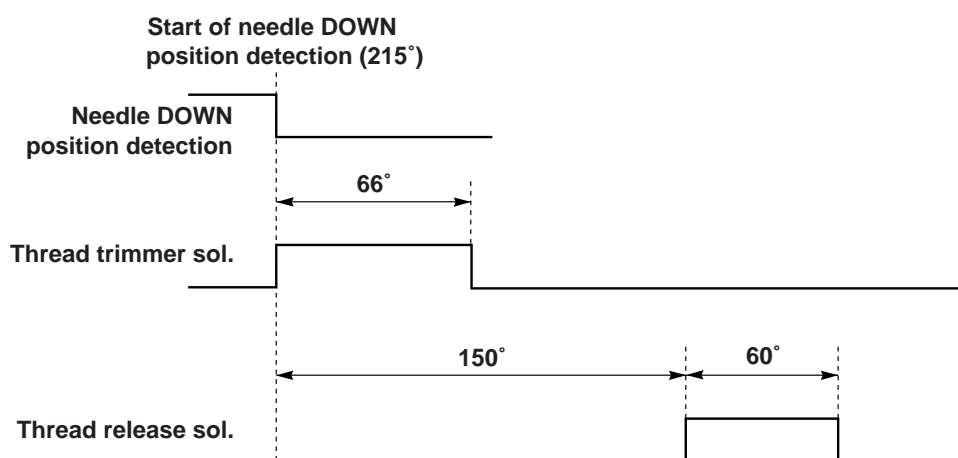 Start of needle DOWN
position detection (215˚)
Needle DOWN
position detection
66˚
Thread trimmer sol.
150˚
60˚
Thread release sol.